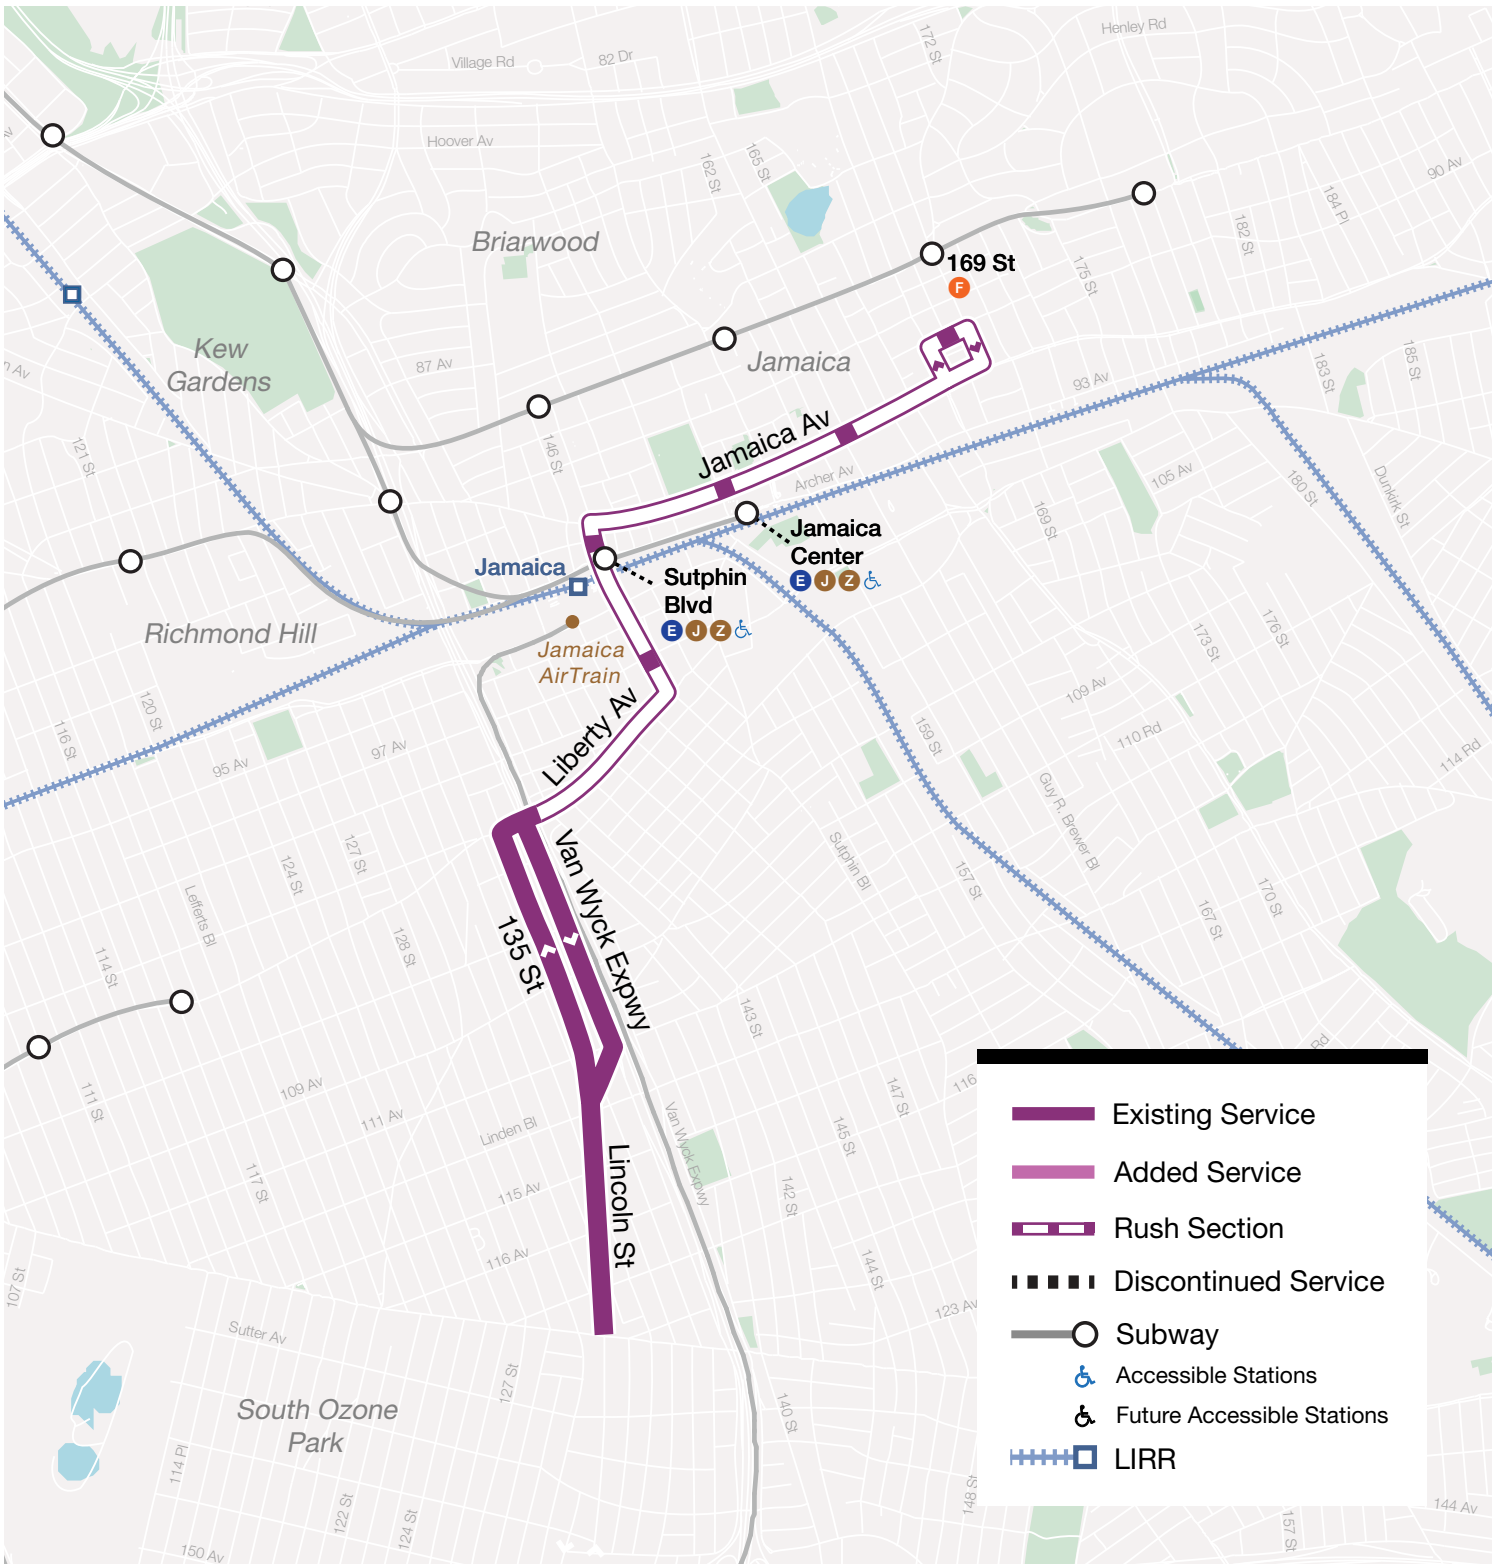 Henley Rd
172 St
Village Rd
82 Dr
Hoover Av
162 St
165 St
90 Av
184 Pl
182 St
175 St
Briarwood
169 St
F
Kew
Gardens
87 Av
Jamaica
93 Av
183 St
185 St
121 St
146 St
Jamaica Av
Archer Av
105 Av
180 St
Dunkirk St
169 St
Jamaica
Center
E J Z
Jamaica
Sutphin
Blvd
E J Z
Richmond Hill
Jamaica
AirTrain
173 St
176 St
109 Av
110 Rd
114 Rd
159 St
120 St
116 St
95 Av
97 Av
Liberty Av
Guy R. Brewer Bl
Sutphin Bl
157 St
127 St
124 St
Lefferts Bl
128 St
114 St
Van Wyck Expwy
135 St
170 St
167 St
143 St
Rd
109 Av
111 St
111 Av
Linden Bl
Van Wyck Expwy
147 St
116
145 St
117 St
115 Av
Lincoln St
142 St
116 Av
144 St
107 St
123 Av
Sutter Av
127 St
140 St
South Ozone
Park
114 Pl
122 St
124 St
150 Av
148 St
157 St
144 Av
Existing Service
Added Service
Rush Section
Discontinued Service
Subway
Accessible Stations
Future Accessible Stations
LIRR